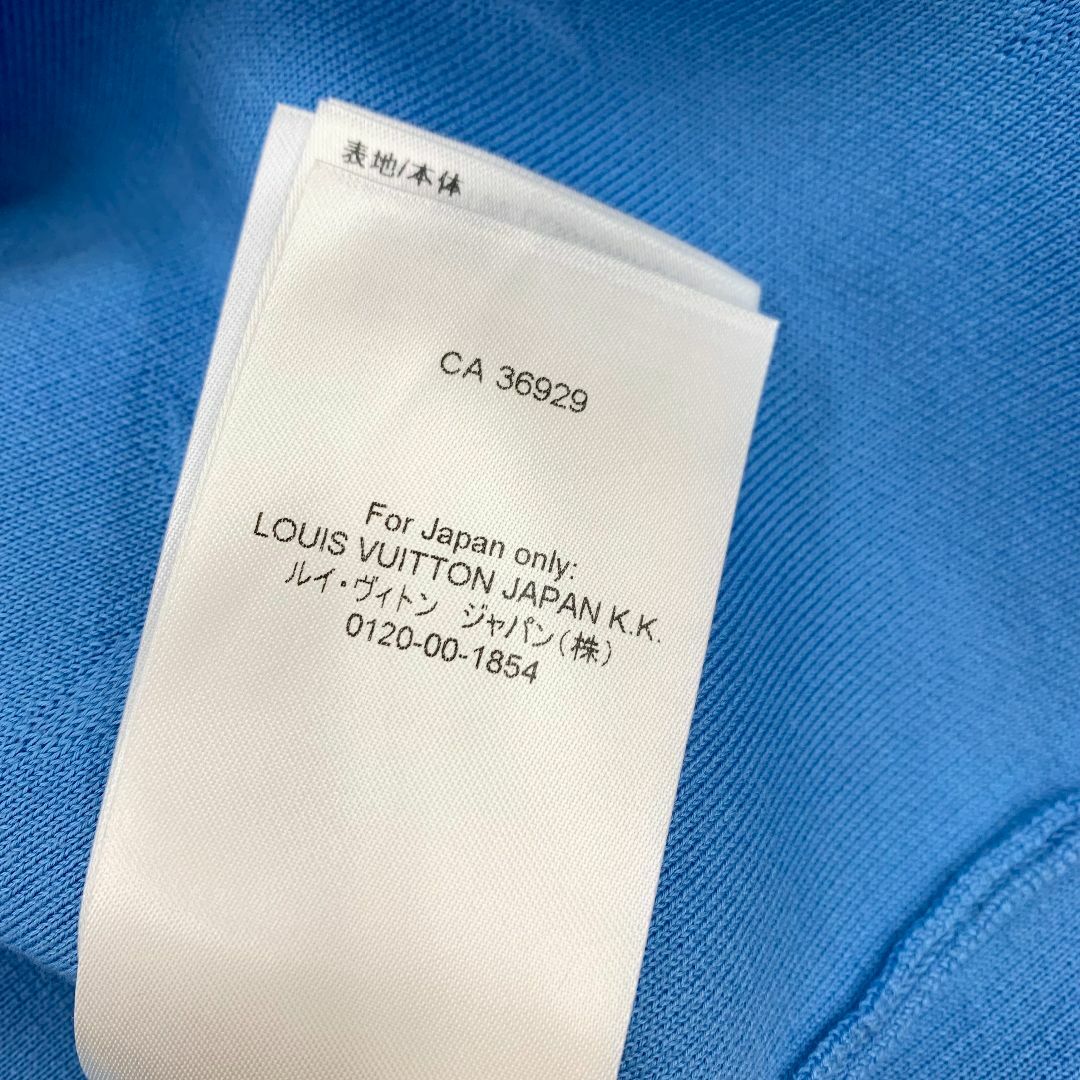 表地/本体
CA 36929
For Japan only:
LOUIS VUITTON JAPAN K.K.
ルイ・ヴィトン ジャパン(株)
0120-00-1854